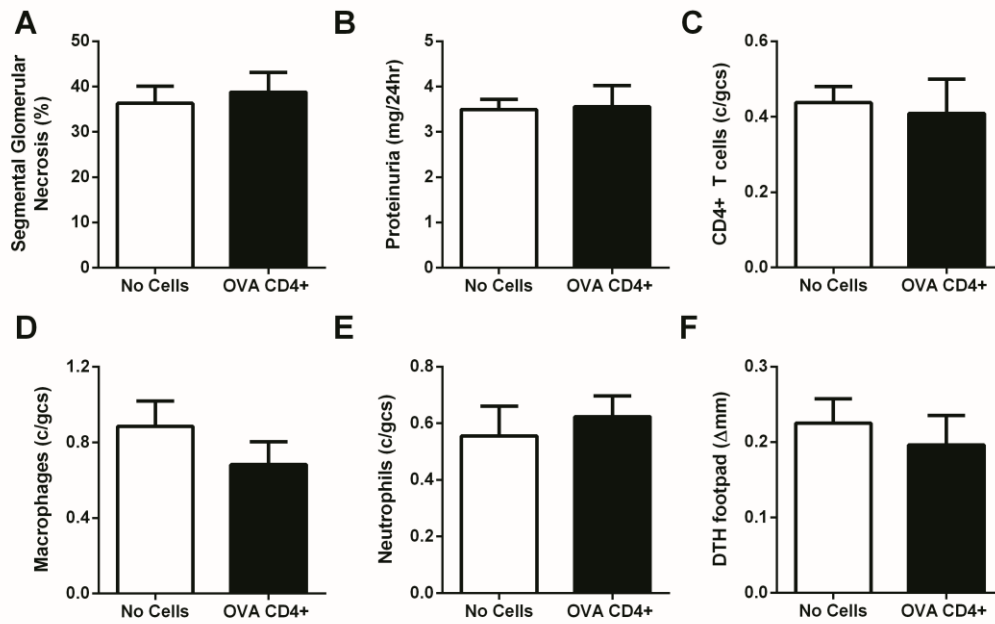 A
Segmental Glomerular
Necrosis (%)
50
40
30
20
10
0
No Cells OVA CD4+
B
Proteinuria (mg/24hr)
5
4
3
2
1
0
No Cells OVA CD4+
C
CD4+ T cells (c/gcs)
0.6
0.4
0.2
0.0
No Cells OVA CD4+
D
Macrophages (c/gcs)
1.2
0.8
0.4
0.0
No Cells OVA CD4+
E
Neutrophils (c/gcs)
0.8
0.6
0.4
0.2
0.0
No Cells OVA CD4+
F
DTH footpad (Δmm)
0.3
0.2
0.1
0.0
No Cells OVA CD4+